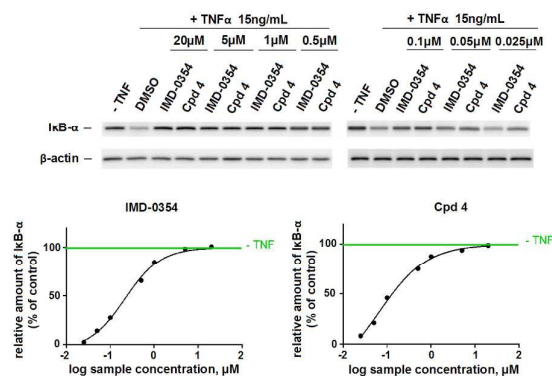 + TNFα 15ng/mL
20μM 5μM 1μM 0.5μM
- TNF DMSO IMD-0354 Cpd 4 IMD-0354 Cpd 4 IMD-0354 Cpd 4 IMD-0354 Cpd 4
+ TNFα 15ng/mL
0.1μM 0.05μM 0.025μM
- TNF DMSO IMD-0354 Cpd 4 IMD-0354 Cpd 4 IMD-0354 Cpd 4
IκB-α –
β-actin –
IMD-0354
relative amount of IκB-α
(% of control)
100
50
0
- TNF
-2 -1 0 1 2
log sample concentration, μM
Cpd 4
relative amount of IκB-α
(% of control)
100
50
0
- TNF
-2 -1 0 1 2
log sample concentration, μM